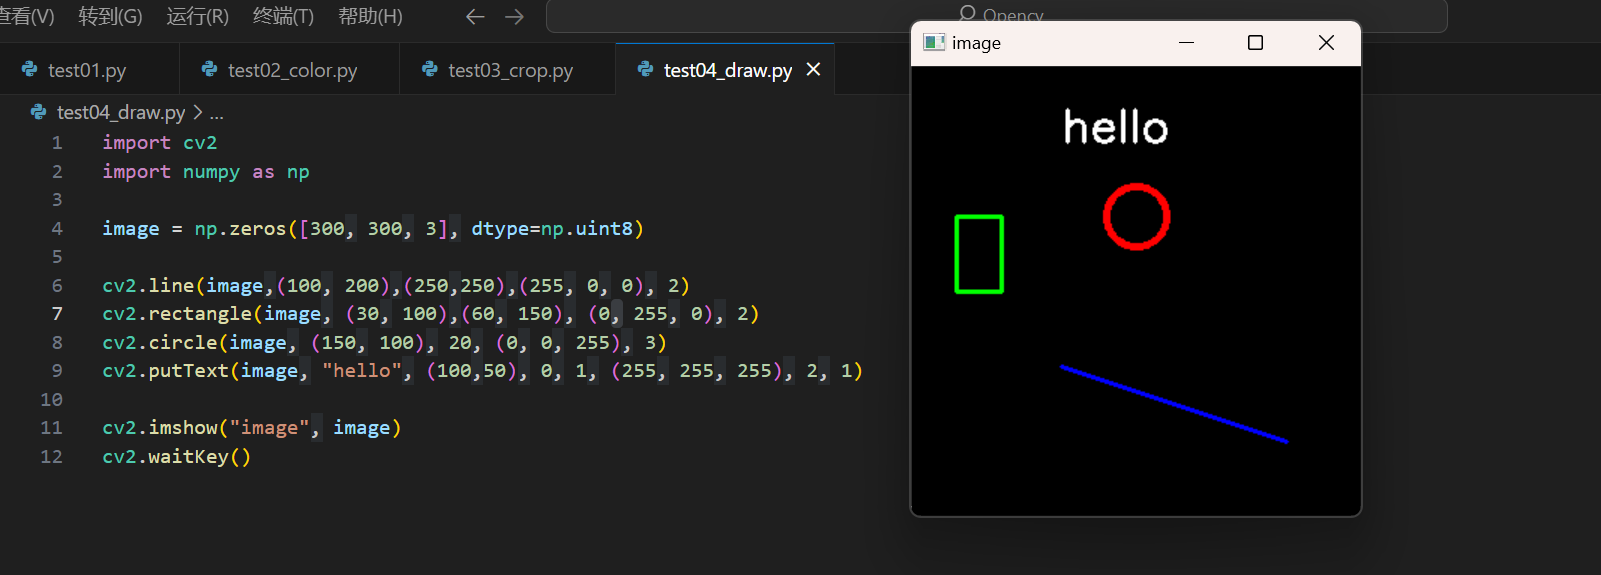 查看(V) 转到(G) 运行(R) 终端(T) 帮助(H) Opencv
test01.py test02_color.py test03_crop.py test04_draw.py
test04_draw.py > ...
1 import cv2
2 import numpy as np
3
4 image = np.zeros([300, 300, 3], dtype=np.uint8)
5
6 cv2.line(image,(100, 200),(250,250),(255, 0, 0), 2)
7 cv2.rectangle(image, (30, 100),(60, 150), (0, 255, 0), 2)
8 cv2.circle(image, (150, 100), 20, (0, 0, 255), 3)
9 cv2.putText(image, "hello", (100,50), 0, 1, (255, 255, 255), 2, 1)
10
11 cv2.imshow("image", image)
12 cv2.waitKey()
image
hello